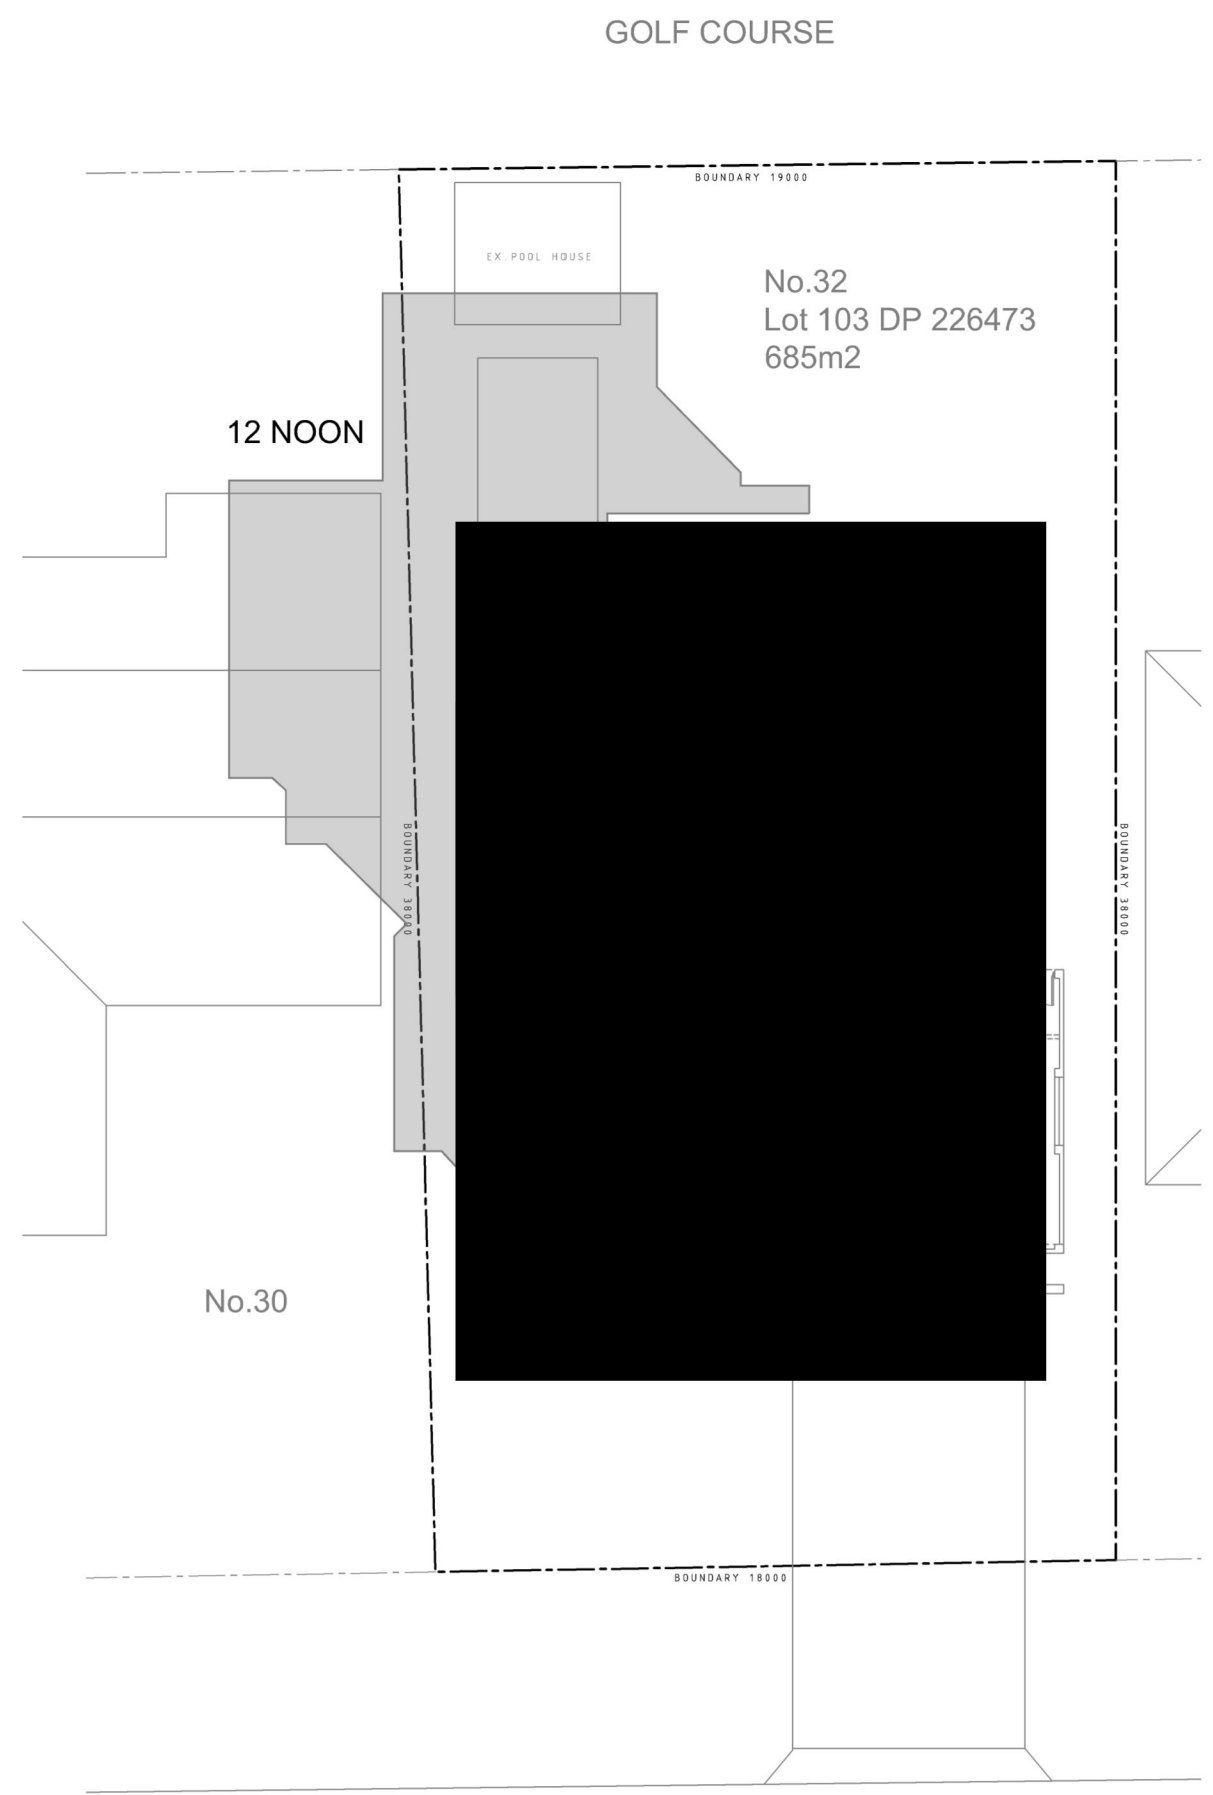 GOLF COURSE
BOUNDARY 19000
EX.POOL HOUSE
No.32
Lot 103 DP 226473
685m2
12 NOON
BOUNDARY 38000
BOUNDARY 38000
No.30
BOUNDARY 18000